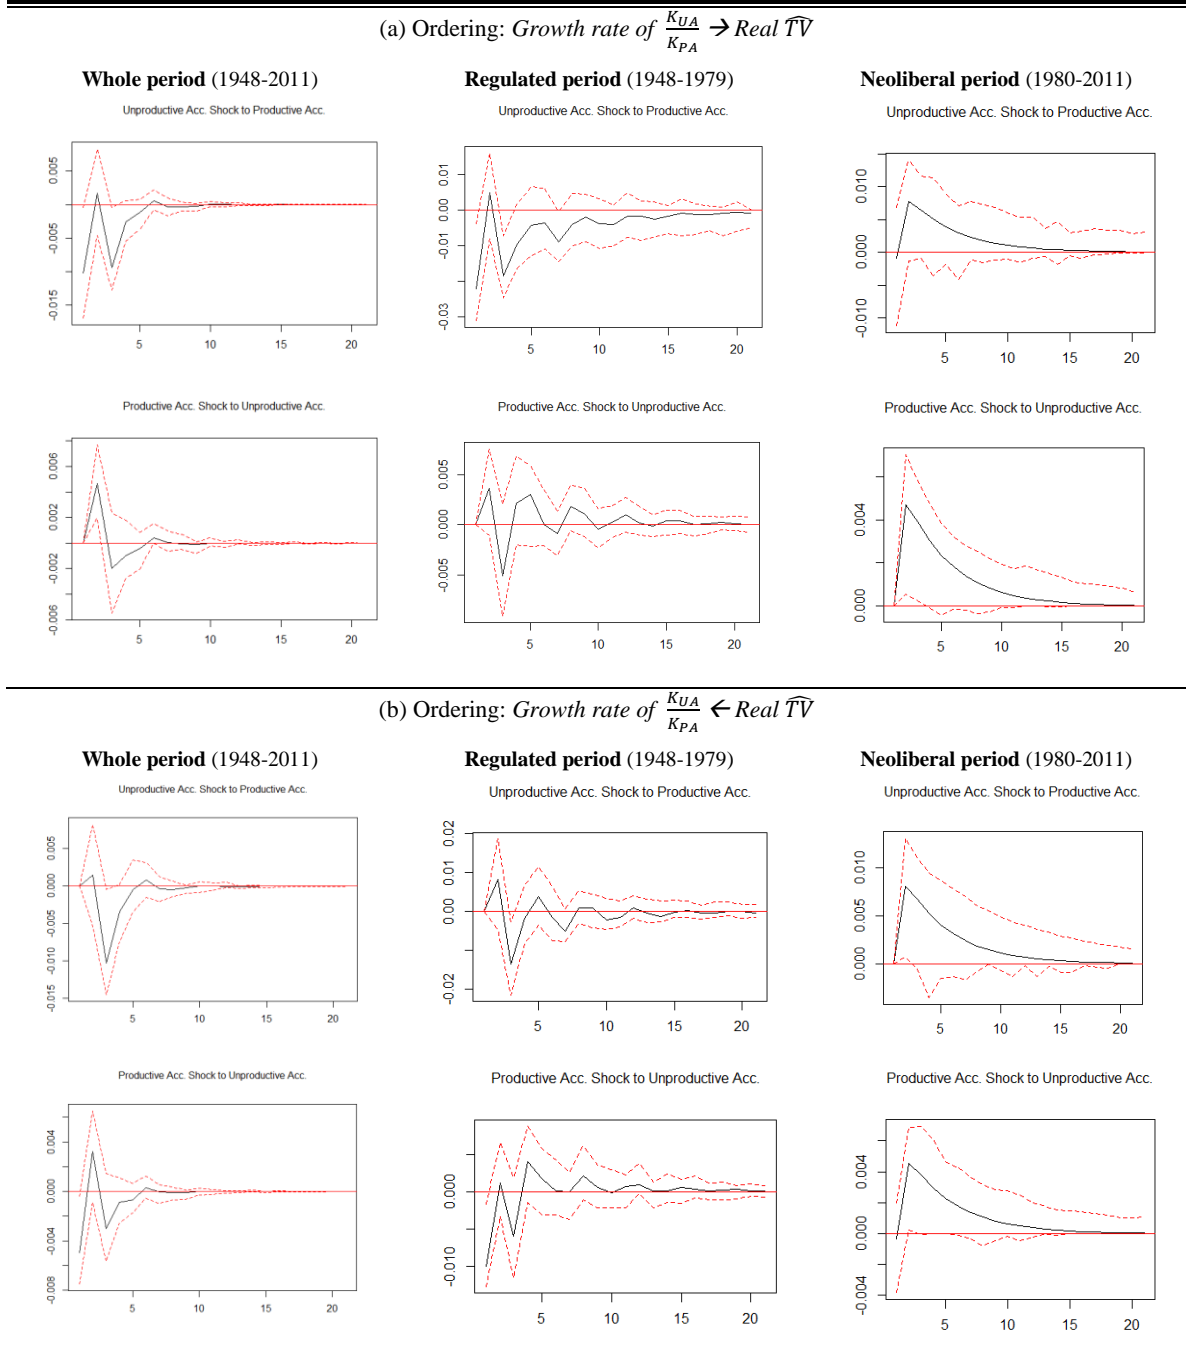 (a) Ordering: Growth rate of K_UA/K_PA → Real \widehat{TV}
Whole period (1948-2011) Regulated period (1948-1979) Neoliberal period (1980-2011)
Unproductive Acc. Shock to Productive Acc. Unproductive Acc. Shock to Productive Acc. Unproductive Acc. Shock to Productive Acc.
0.005 -0.005 -0.015
5 10 15 20
0.01 0.00 -0.01 -0.03
5 10 15 20
0.010 0.000 -0.010
5 10 15 20
Productive Acc. Shock to Unproductive Acc. Productive Acc. Shock to Unproductive Acc. Productive Acc. Shock to Unproductive Acc.
0.006 0.002 -0.002 -0.006
5 10 15 20
0.005 0.000 -0.005
5 10 15 20
0.004 0.000
5 10 15 20
(b) Ordering: Growth rate of K_UA/K_PA ← Real \widehat{TV}
Whole period (1948-2011) Regulated period (1948-1979) Neoliberal period (1980-2011)
Unproductive Acc. Shock to Productive Acc. Unproductive Acc. Shock to Productive Acc. Unproductive Acc. Shock to Productive Acc.
0.005 0.000 -0.005 -0.010 -0.015
5 10 15 20
0.02 0.01 0.00 -0.02
5 10 15 20
0.010 0.005 0.000
5 10 15 20
Productive Acc. Shock to Unproductive Acc. Productive Acc. Shock to Unproductive Acc. Productive Acc. Shock to Unproductive Acc.
0.004 0.000 -0.004 -0.008
5 10 15 20
0.000 -0.010
5 10 15 20
0.004 0.000 -0.004
5 10 15 20